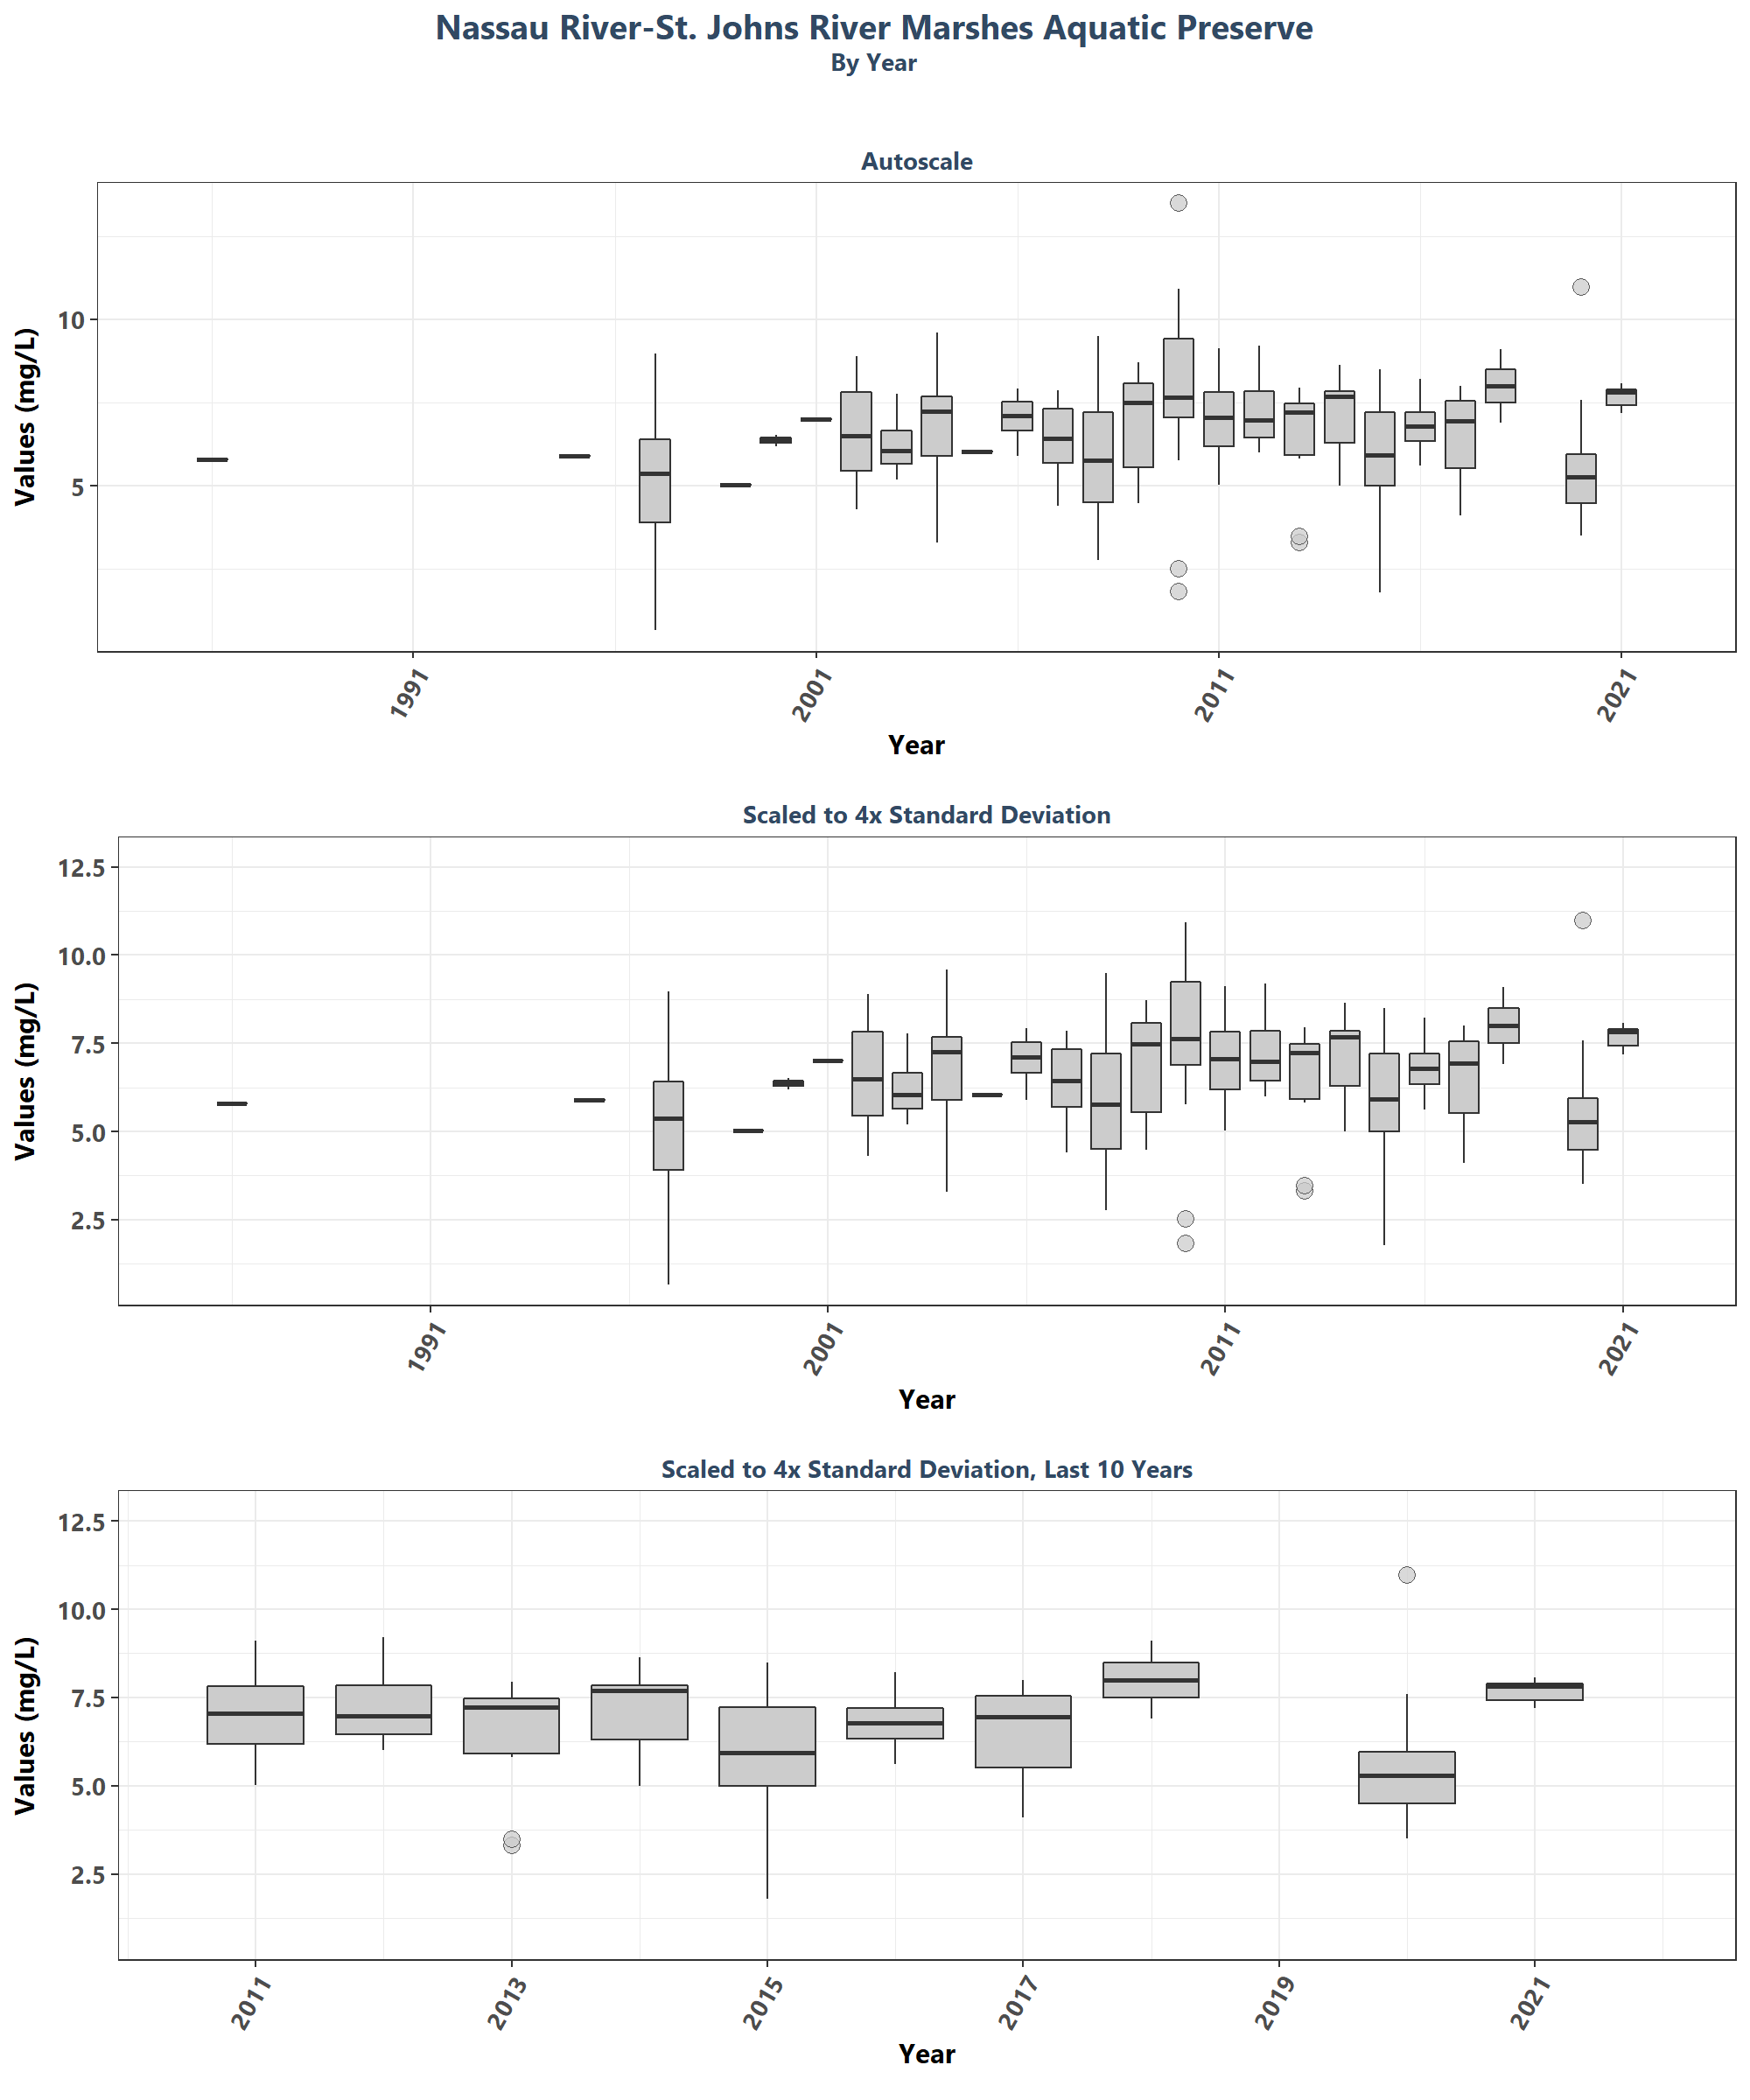 Nassau River-St. Johns River Marshes Aquatic Preserve
By Year
Autoscale
Values (mg/L)
10
5
1991
2001
2011
2021
Year
Scaled to 4x Standard Deviation
Values (mg/L)
12.5
10.0
7.5
5.0
2.5
1991
2001
2011
2021
Year
Scaled to 4x Standard Deviation, Last 10 Years
Values (mg/L)
12.5
10.0
7.5
5.0
2.5
2011
2013
2015
2017
2019
2021
Year